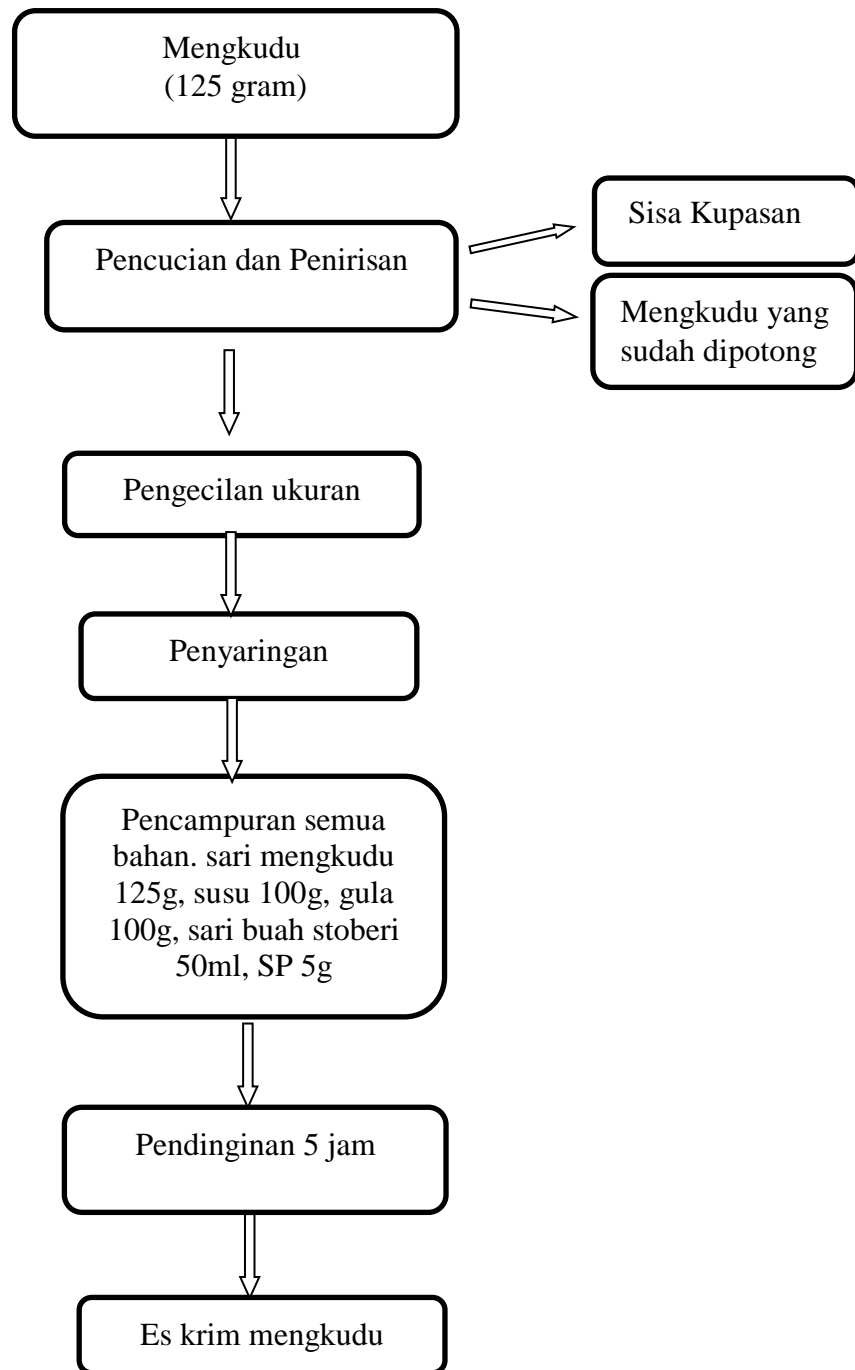 Mengkudu
(125 gram)
Pencucian dan Penirisan
Sisa Kupasan
Mengkudu yang
sudah dipotong
Pengecilan ukuran
Penyaringan
Pencampuran semua
bahan. sari mengkudu
125g, susu 100g, gula
100g, sari buah stoberi
50ml, SP 5g
Pendinginan 5 jam
Es krim mengkudu